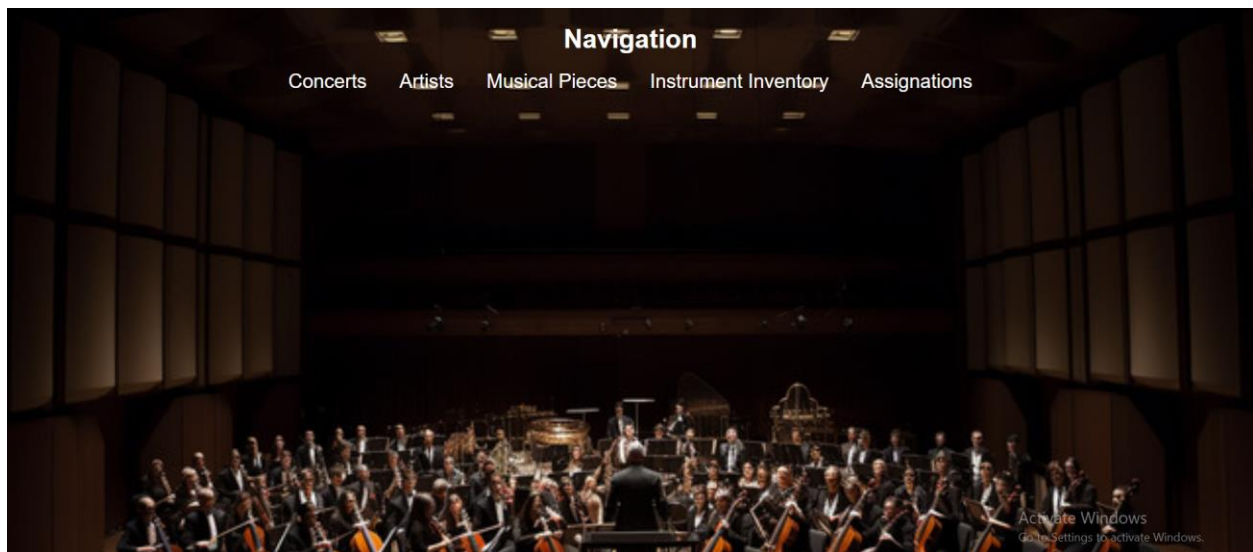 Navigation
Concerts Artists Musical Pieces Instrument Inventory Assignations
Activate Windows
Go to Settings to activate Windows.